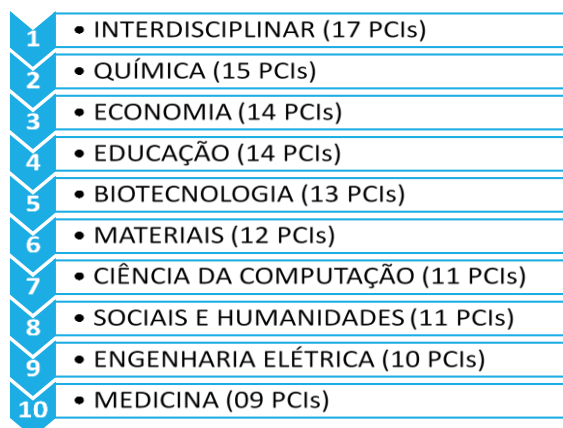 1 • INTERDISCIPLINAR (17 PCIs)
2 • QUÍMICA (15 PCIs)
3 • ECONOMIA (14 PCIs)
4 • EDUCAÇÃO (14 PCIs)
5 • BIOTECNOLOGIA (13 PCIs)
6 • MATERIAIS (12 PCIs)
7 • CIÊNCIA DA COMPUTAÇÃO (11 PCIs)
8 • SOCIAIS E HUMANIDADES (11 PCIs)
9 • ENGENHARIA ELÉTRICA (10 PCIs)
10 • MEDICINA (09 PCIs)